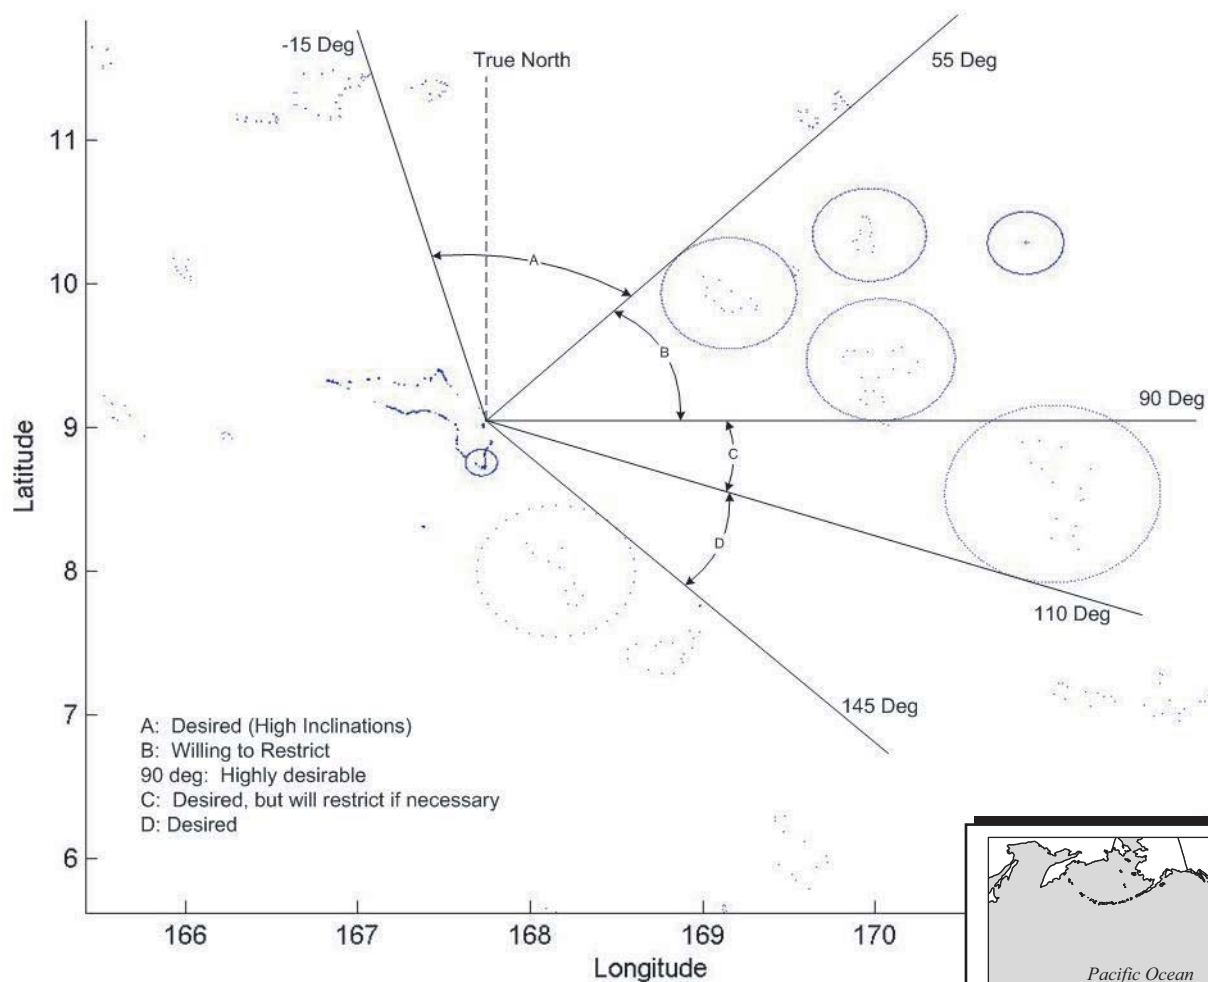 -15 Deg
True North
55 Deg
11
A
10
B
90 Deg
9
C
D
8
110 Deg
145 Deg
7
6
Latitude
A: Desired (High Inclinations)
B: Willing to Restrict
90 deg: Highly desirable
C: Desired, but will restrict if necessary
D: Desired
166
167
168
169
170
Longitude
Pacific Ocean